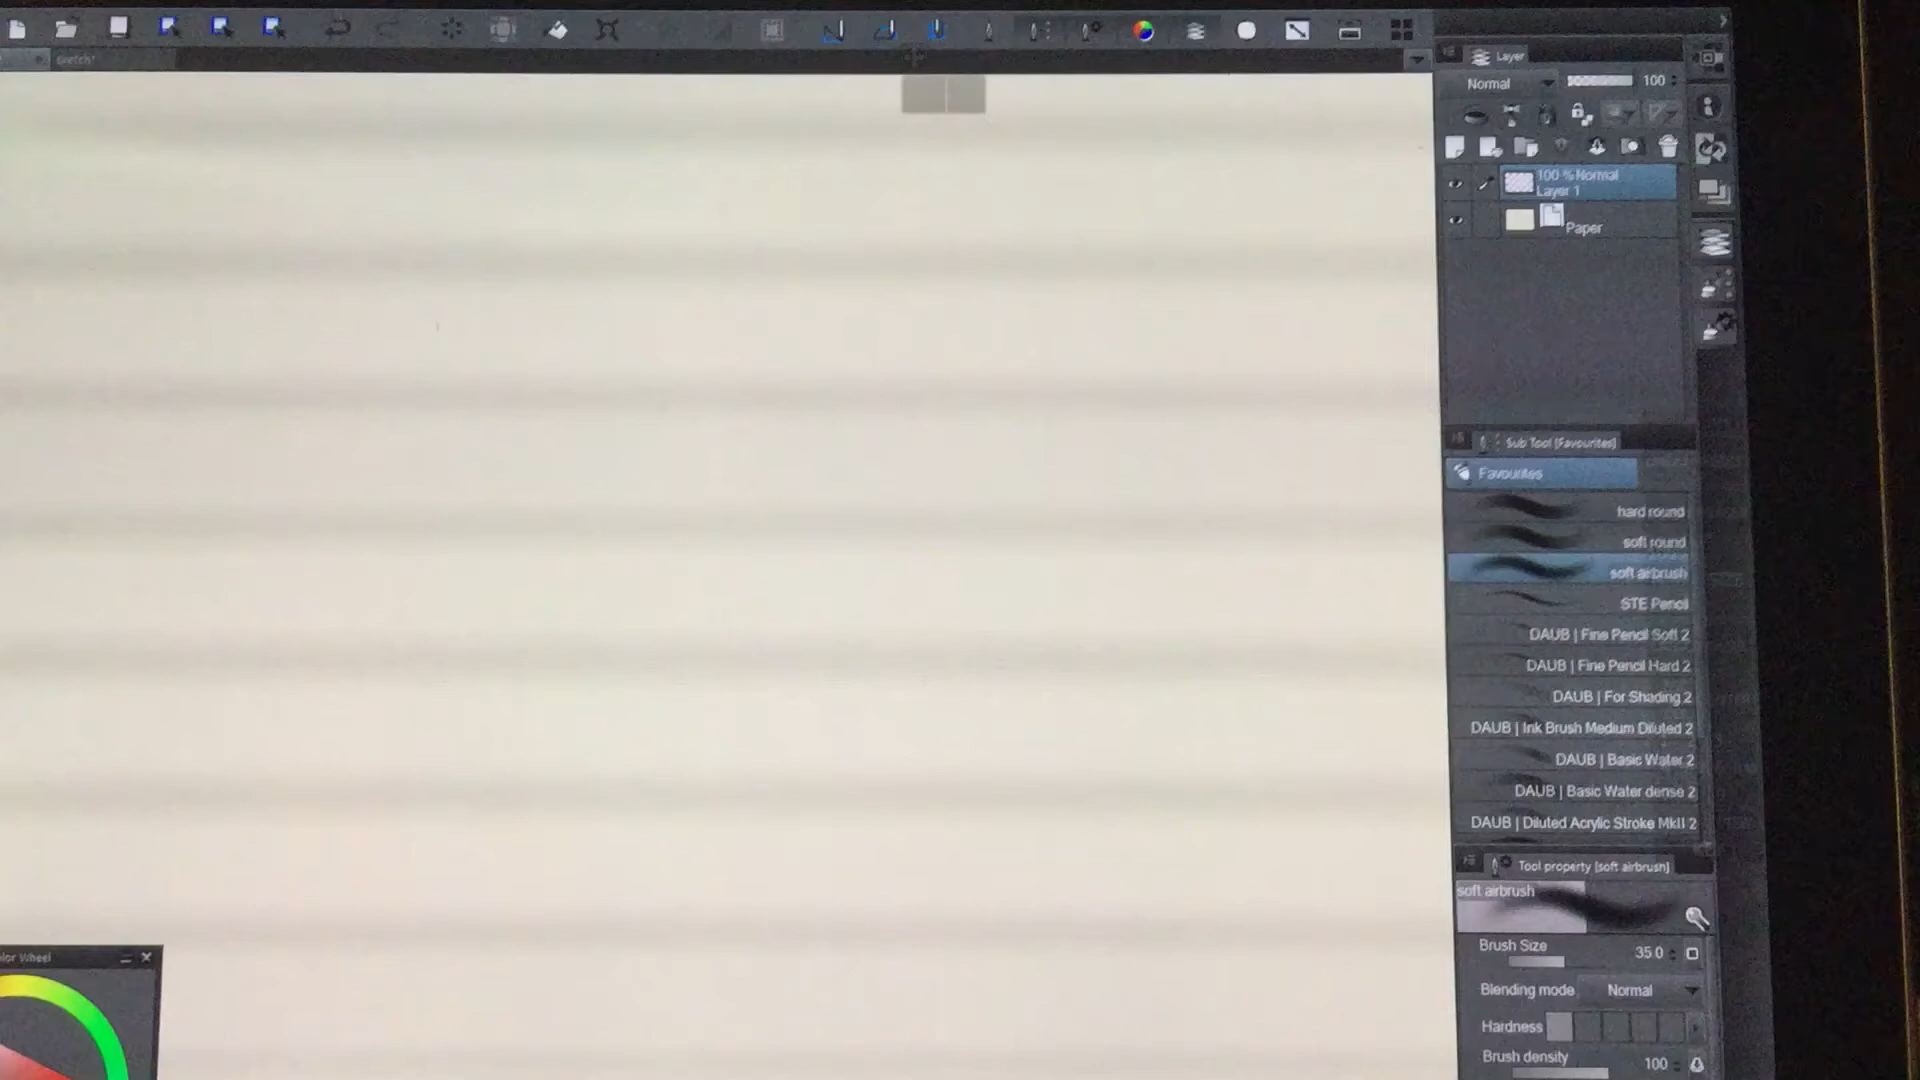 sketch*
Layer
Normal 100
100 % Normal
Layer 1
Paper
Sub Tool [Favourites]
Favourites
hard round
soft round
soft airbrush
STE Pencil
DAUB | Fine Pencil Soft 2
DAUB | Fine Pencil Hard 2
DAUB | For Shading 2
DAUB | Ink Brush Medium Diluted 2
DAUB | Basic Water 2
DAUB | Basic Water dense 2
DAUB | Diluted Acrylic Stroke MkII 2
Tool property [soft airbrush]
soft airbrush
Brush Size 35.0
Blending mode Normal
Hardness
Brush density 100
olor Wheel